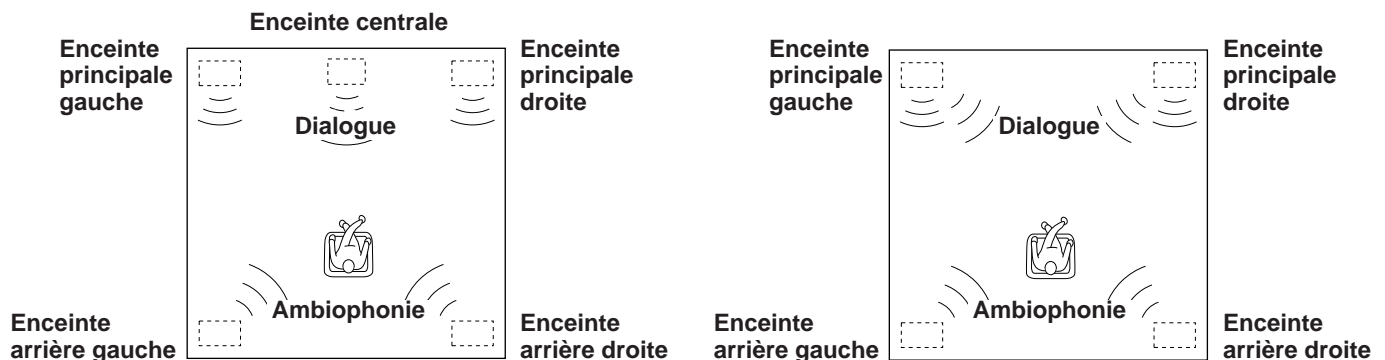 Enceinte centrale
Enceinte
principale
gauche
Enceinte
principale
droite
Dialogue
Ambiophonie
Enceinte
arrière gauche
Enceinte
arrière droite
Enceinte
principale
gauche
Enceinte
principale
droite
Dialogue
Ambiophonie
Enceinte
arrière gauche
Enceinte
arrière droite